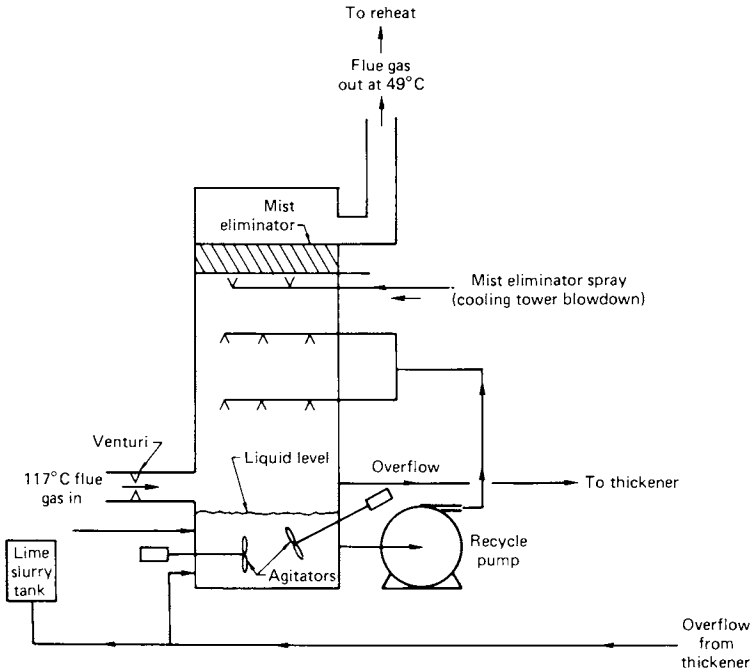 To reheat
Flue gas
out at 49°C
Mist
eliminator
Mist eliminator spray
(cooling tower blowdown)
Venturi
117°C flue
gas in
Liquid level
Overflow
To thickener
Lime
slurry
tank
Agitators
Recycle
pump
Overflow
from
thickener